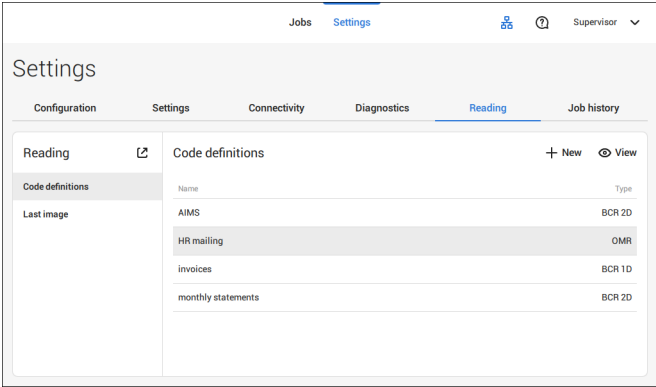 Jobs Settings Supervisor
Settings
Configuration Settings Connectivity Diagnostics Reading Job history
Reading
Code definitions
Last image
Code definitions New View
Name Type
AIMS BCR 2D
HR mailing OMR
invoices BCR 1D
monthly statements BCR 2D